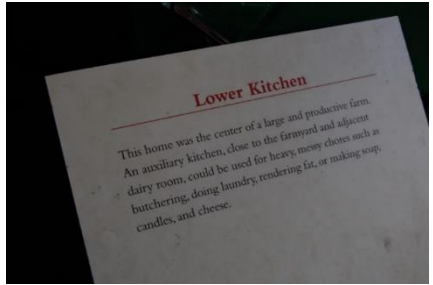 Lower Kitchen
This home was the center of a large and productive farm.
An auxiliary kitchen, close to the farmyard and adjacent
dairy room, could be used for heavy, messy chores such as
butchering, doing laundry, rendering fat, or making soap,
candles, and cheese.